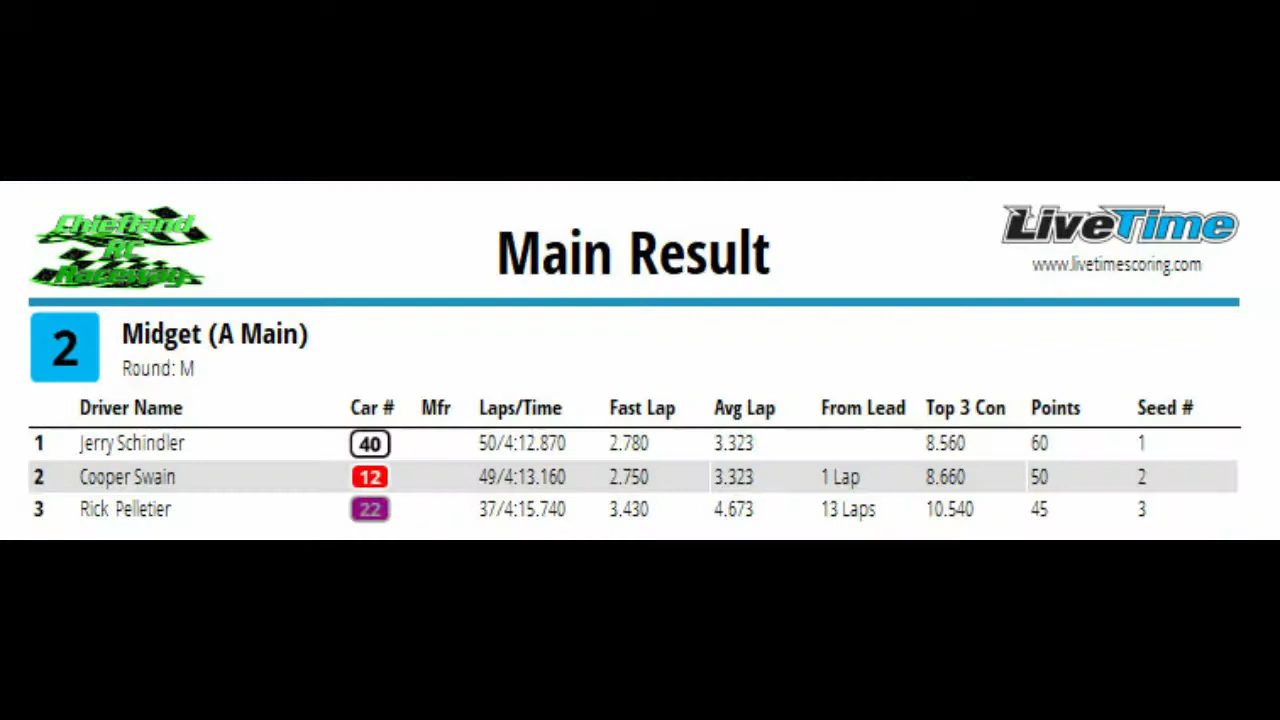 Chiefland
RC
Raceway
Main Result
LiveTime
www.livetimescoring.com
2 Midget (A Main)
Round: M
Driver Name Car # Mfr Laps/Time Fast Lap Avg Lap From Lead Top 3 Con Points Seed #
1 Jerry Schindler 40 50/4:12.870 2.780 3.323 8.560 60 1
2 Cooper Swain 12 49/4:13.160 2.750 3.323 1 Lap 8.660 50 2
3 Rick Pelletier 22 37/4:15.740 3.430 4.673 13 Laps 10.540 45 3